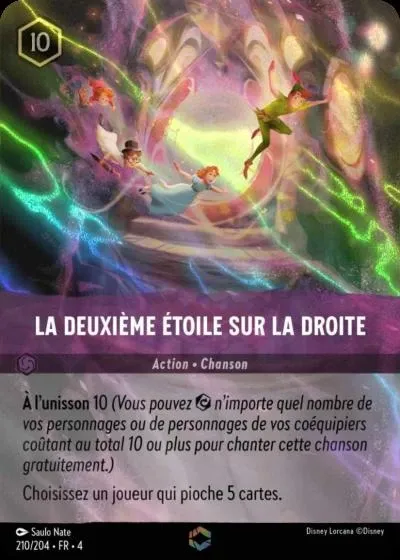 10
LA DEUXIÈME ÉTOILE SUR LA DROITE
Action • Chanson
À l'unisson 10 (Vous pouvez n'importe quel nombre de
vos personnages ou de personnages de vos coéquipiers
coûtant au total 10 ou plus pour chanter cette chanson
gratuitement.)
Choisissez un joueur qui pioche 5 cartes.
Saulo Nate
Disney Lorcana ©Disney
210/204 • FR • 4